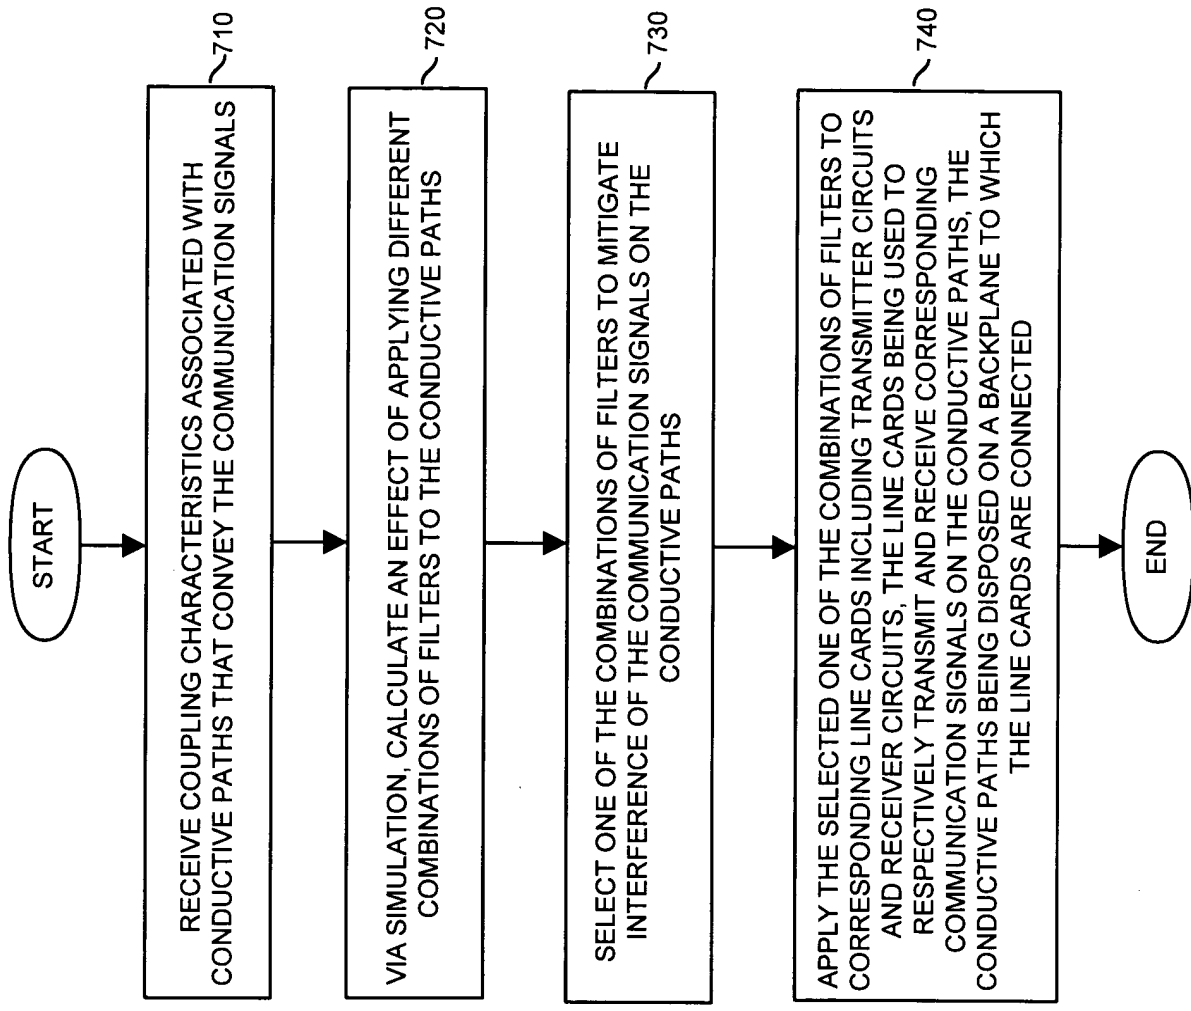 START
RECEIVE COUPLING CHARACTERISTICS ASSOCIATED WITH
CONDUCTIVE PATHS THAT CONVEY THE COMMUNICATION SIGNALS
710
VIA SIMULATION, CALCULATE AN EFFECT OF APPLYING DIFFERENT
COMBINATIONS OF FILTERS TO THE CONDUCTIVE PATHS
720
SELECT ONE OF THE COMBINATIONS OF FILTERS TO MITIGATE
INTERFERENCE OF THE COMMUNICATION SIGNALS ON THE
CONDUCTIVE PATHS
730
APPLY THE SELECTED ONE OF THE COMBINATIONS OF FILTERS TO
CORRESPONDING LINE CARDS INCLUDING TRANSMITTER CIRCUITS
AND RECEIVER CIRCUITS, THE LINE CARDS BEING USED TO
RESPECTIVELY TRANSMIT AND RECEIVE CORRESPONDING
COMMUNICATION SIGNALS ON THE CONDUCTIVE PATHS, THE
CONDUCTIVE PATHS BEING DISPOSED ON A BACKPLANE TO WHICH
THE LINE CARDS ARE CONNECTED
740
END